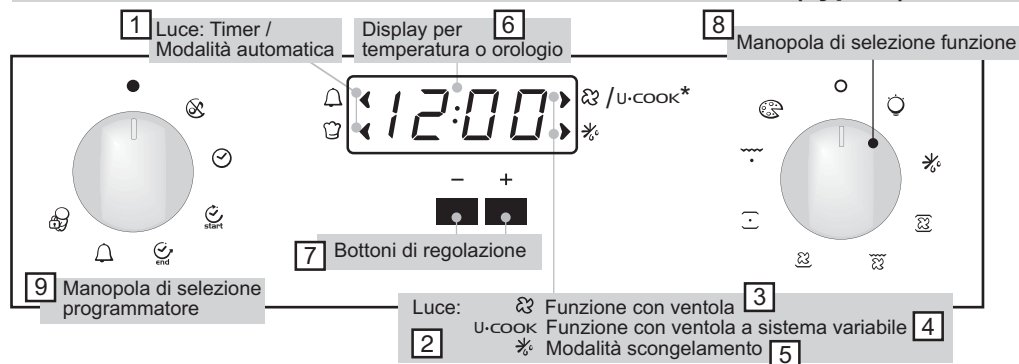 1 Luce: Timer /
Modalità automatica
Display per 6
temperatura o orologio
8
Manopola di selezione funzione
12:00
/U•COOK*
− +
start
end
7 Bottoni di regolazione
9 Manopola di selezione
programmatore
Luce: Funzione con ventola 3
2 U•COOK Funzione con ventola a sistema variabile 4
Modalità scongelamento 5